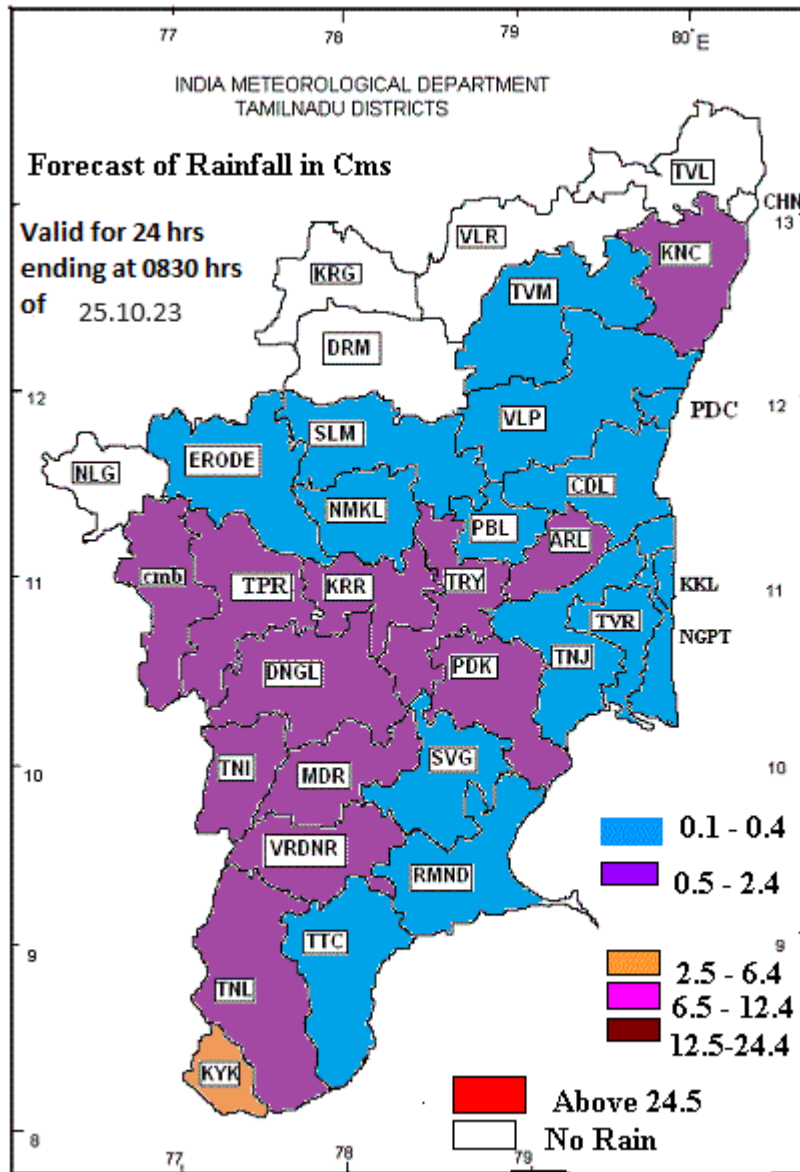 77 78 79 80°E
INDIA METEOROLOGICAL DEPARTMENT
TAMILNADU DISTRICTS
Forecast of Rainfall in Cms
Valid for 24 hrs
ending at 0830 hrs
of 25.10.23
TVL
CHN
13
VLR
KNC
KRG
TVM
DRM
12
12
PDC
VLP
SLM
ERODE
NLG
CDL
NMKL
PBL
ARL
11
cmb
TPR
KRR
TRY
KKL
11
TVR
NGPT
TNJ
DNGL
PDK
10
TNI
MDR
SVG
10
0.1 - 0.4
VRDNR
RMND
0.5 - 2.4
9
TTC
9
2.5 - 6.4
TNL
6.5 - 12.4
12.5-24.4
KYK
Above 24.5
No Rain
8
77 78 79